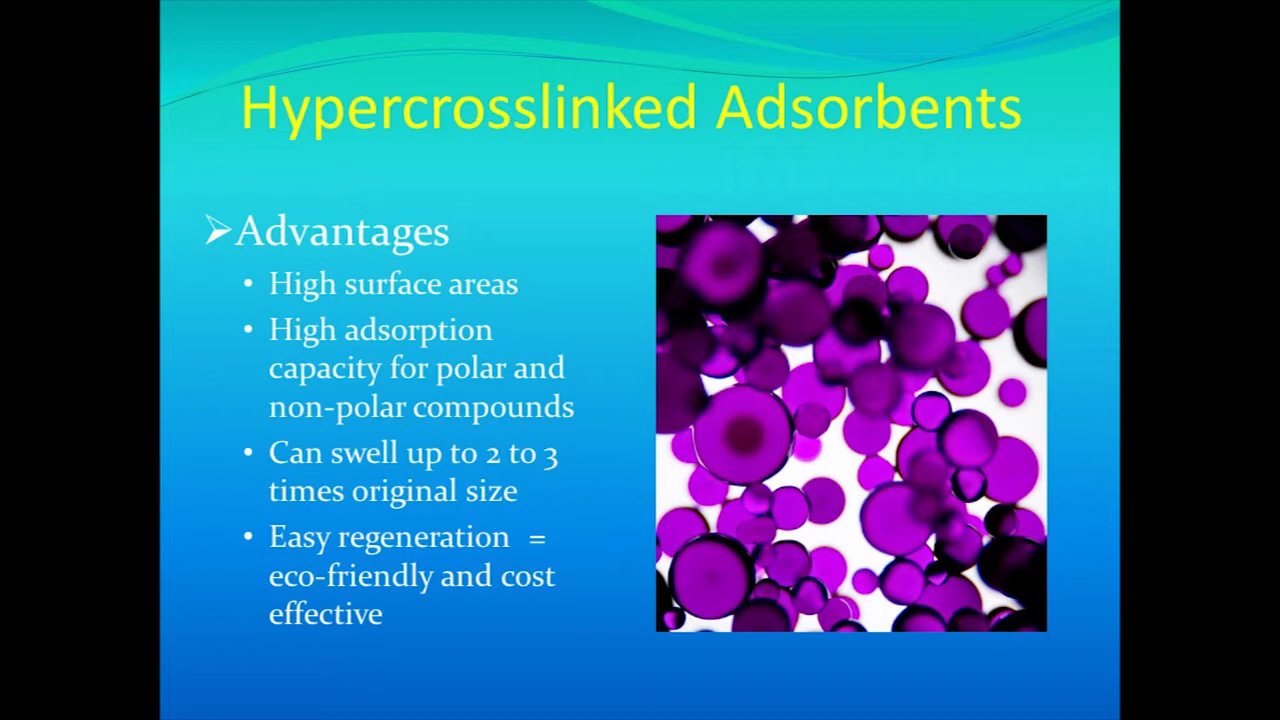 Hypercrosslinked Adsorbents
➢Advantages
• High surface areas
• High adsorption
capacity for polar and
non-polar compounds
• Can swell up to 2 to 3
times original size
• Easy regeneration =
eco-friendly and cost
effective